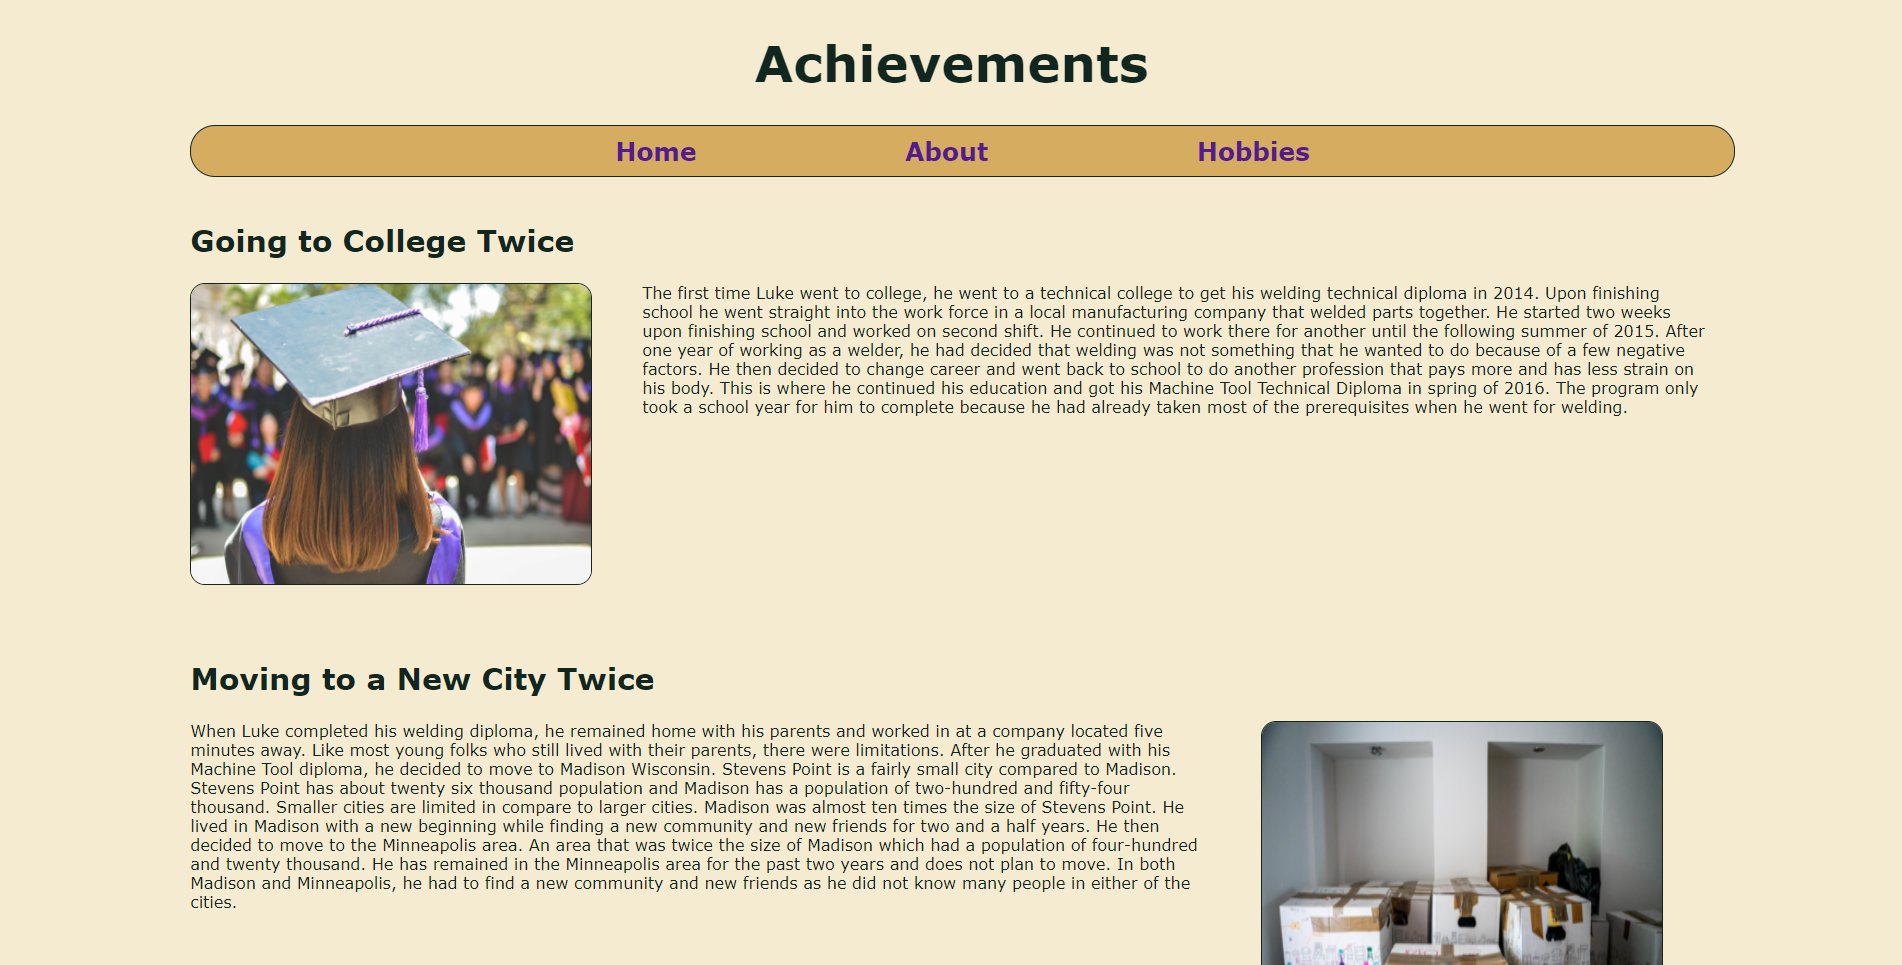 Achievements
Home About Hobbies
Going to College Twice
The first time Luke went to college, he went to a technical college to get his welding technical diploma in 2014. Upon finishing
school he went straight into the work force in a local manufacturing company that welded parts together. He started two weeks
upon finishing school and worked on second shift. He continued to work there for another until the following summer of 2015. After
one year of working as a welder, he had decided that welding was not something that he wanted to do because of a few negative
factors. He then decided to change career and went back to school to do another profession that pays more and has less strain on
his body. This is where he continued his education and got his Machine Tool Technical Diploma in spring of 2016. The program only
took a school year for him to complete because he had already taken most of the prerequisites when he went for welding.
Moving to a New City Twice
When Luke completed his welding diploma, he remained home with his parents and worked in at a company located five
minutes away. Like most young folks who still lived with their parents, there were limitations. After he graduated with his
Machine Tool diploma, he decided to move to Madison Wisconsin. Stevens Point is a fairly small city compared to Madison.
Stevens Point has about twenty six thousand population and Madison has a population of two-hundred and fifty-four
thousand. Smaller cities are limited in compare to larger cities. Madison was almost ten times the size of Stevens Point. He
lived in Madison with a new beginning while finding a new community and new friends for two and a half years. He then
decided to move to the Minneapolis area. An area that was twice the size of Madison which had a population of four-hundred
and twenty thousand. He has remained in the Minneapolis area for the past two years and does not plan to move. In both
Madison and Minneapolis, he had to find a new community and new friends as he did not know many people in either of the
cities.